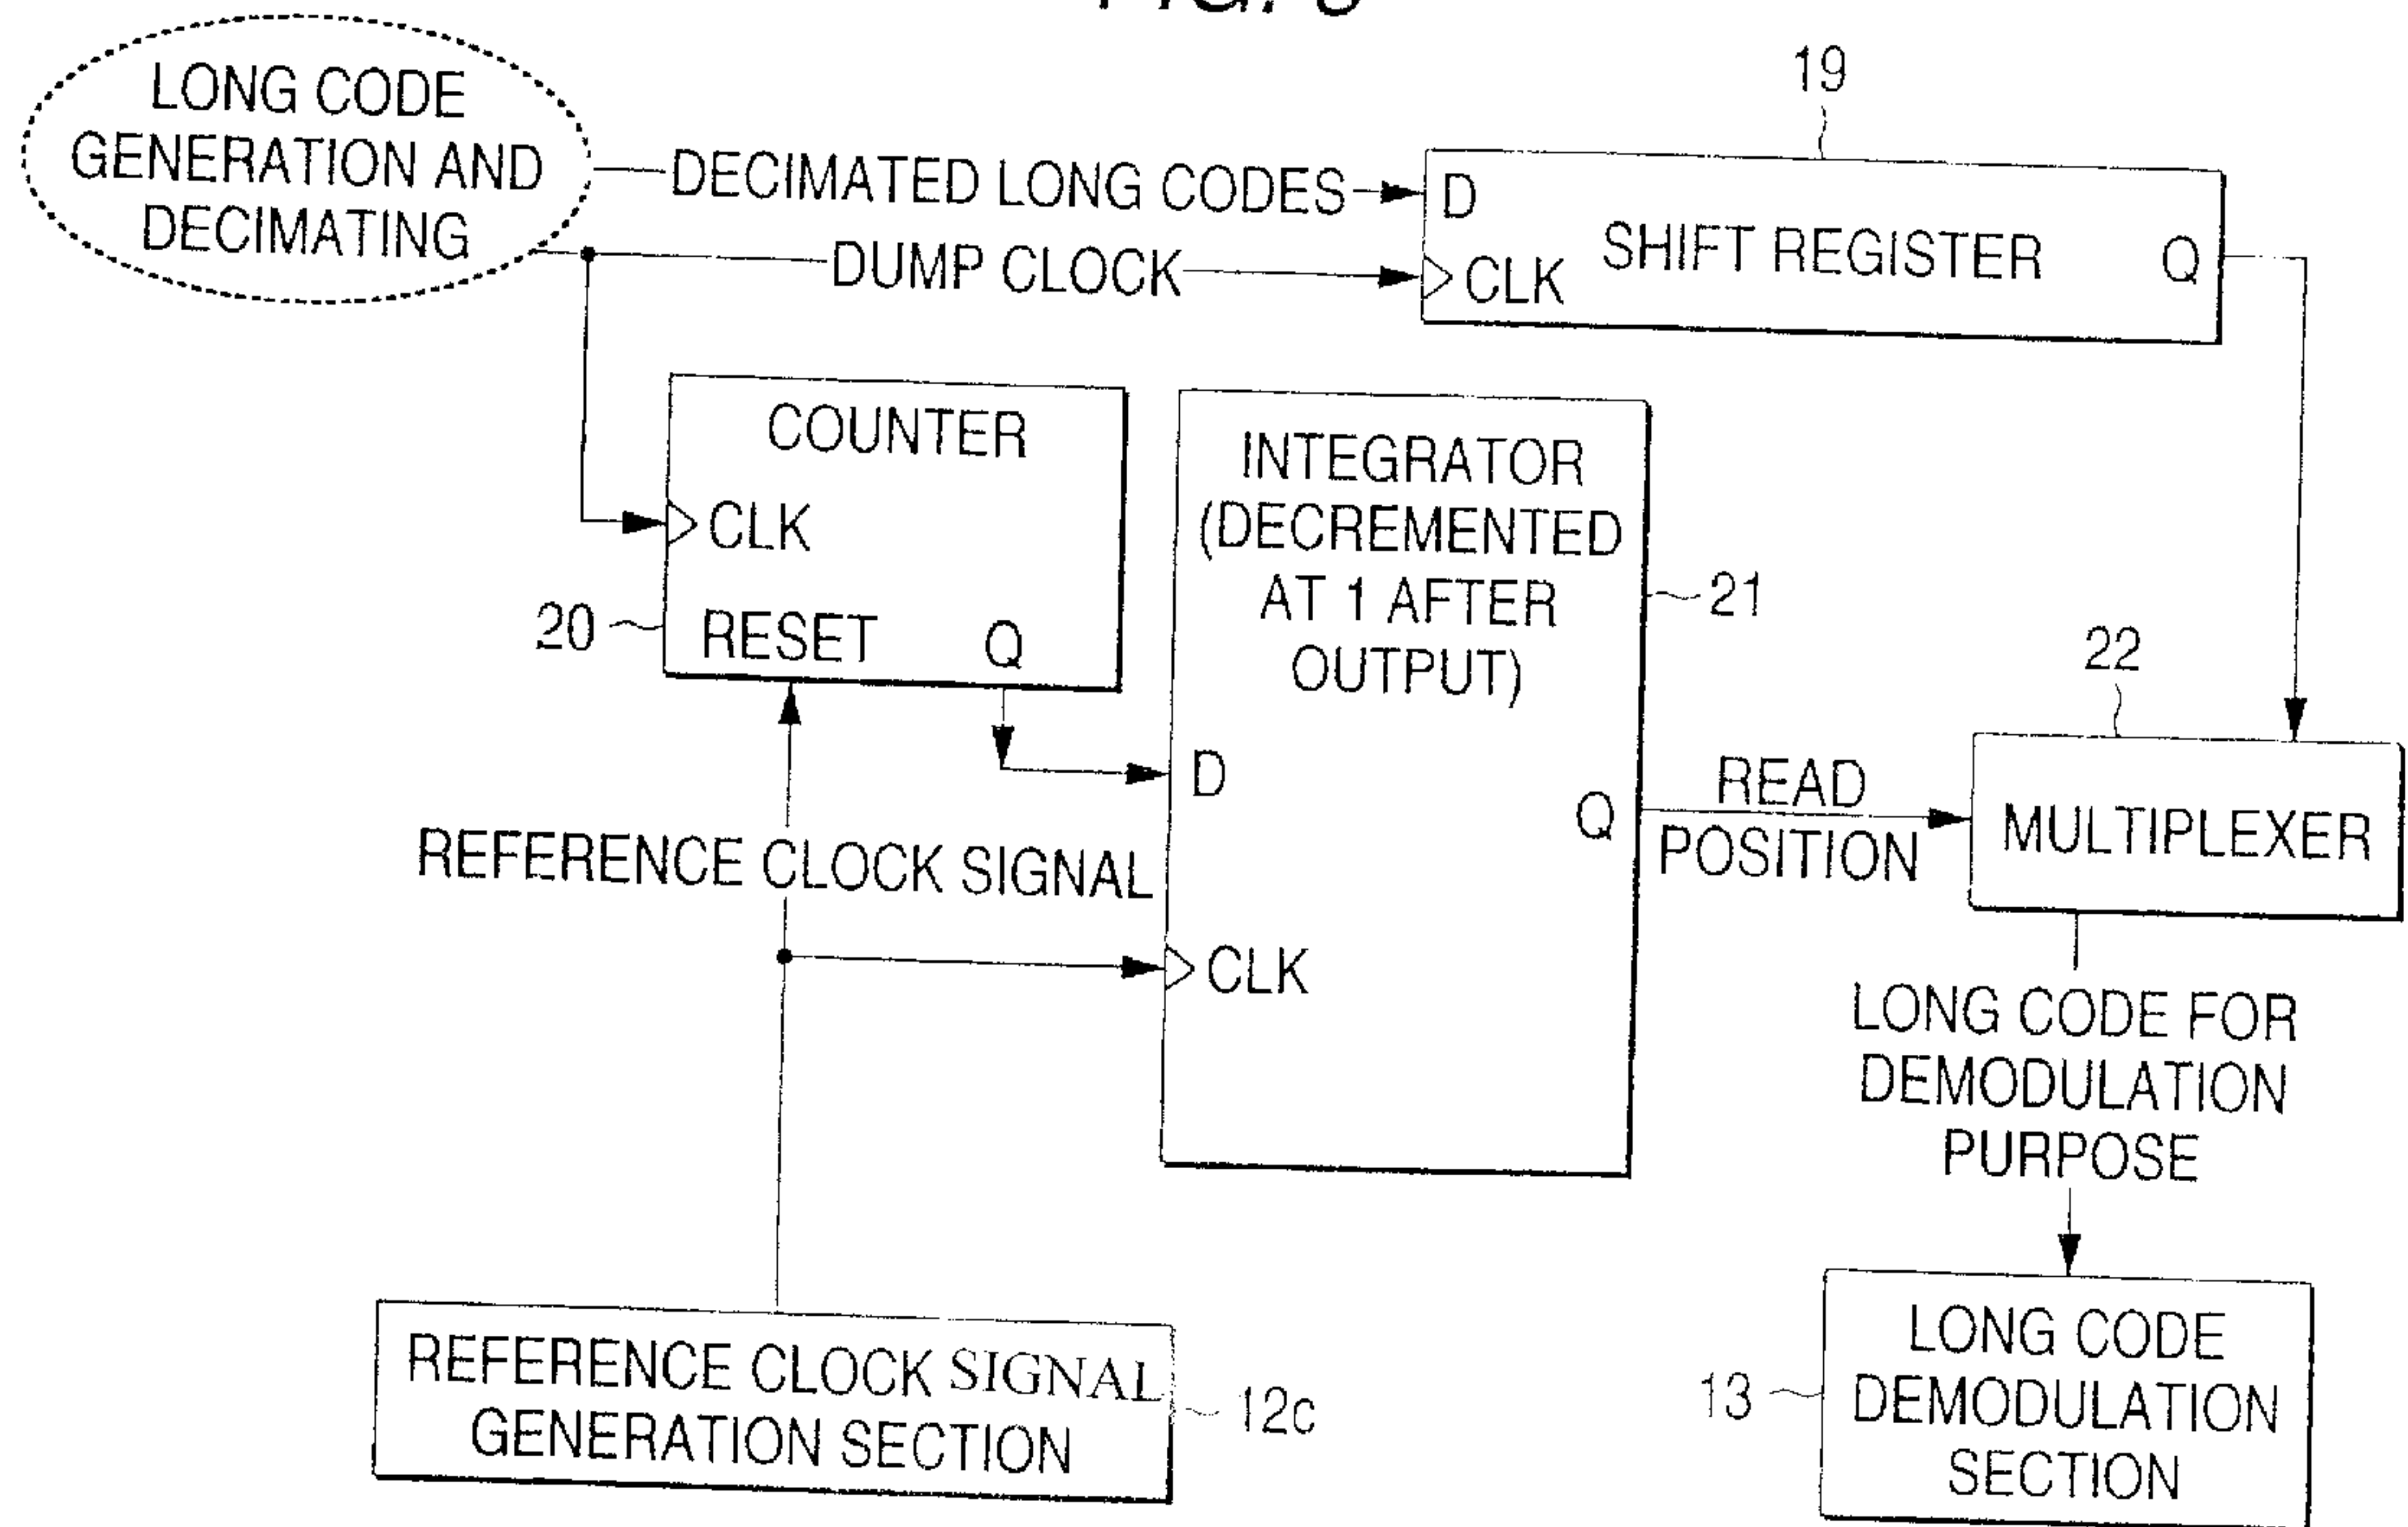 LONG CODE
GENERATION AND
DECIMATING
DECIMATED LONG CODES
DUMP CLOCK
19
D
CLK
SHIFT REGISTER
Q
COUNTER
CLK
RESET
Q
20
INTEGRATOR
(DECREMENTED
AT 1 AFTER
OUTPUT)
21
D
Q
CLK
REFERENCE CLOCK SIGNAL
READ
POSITION
22
MULTIPLEXER
LONG CODE FOR
DEMODULATION
PURPOSE
REFERENCE CLOCK SIGNAL
GENERATION SECTION
12c
13
LONG CODE
DEMODULATION
SECTION